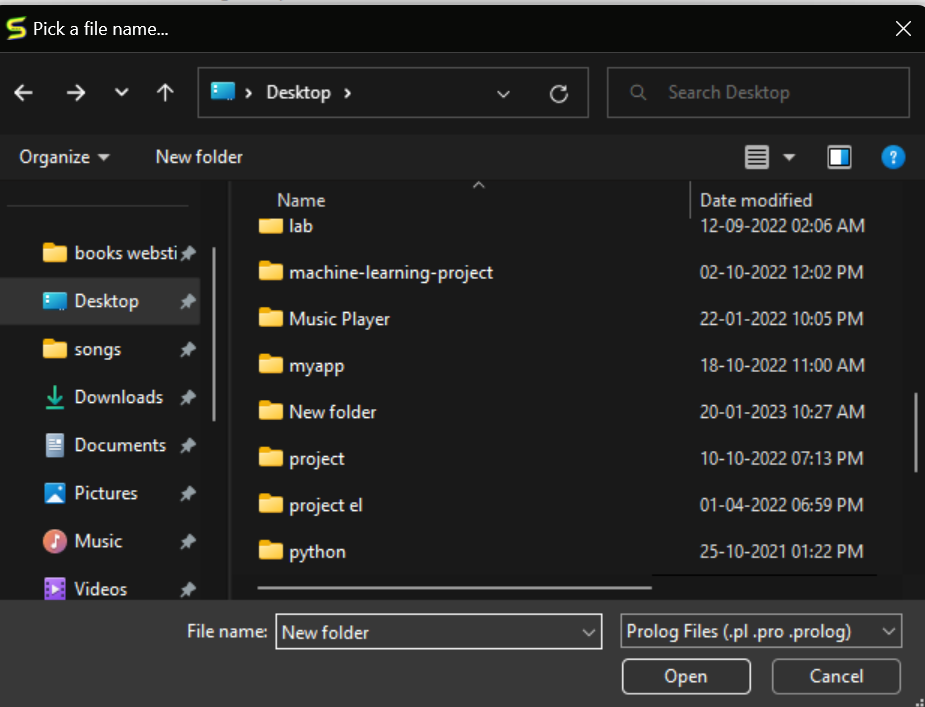 Pick a file name...
Desktop
Search Desktop
Organize New folder
Name Date modified
lab 12-09-2022 02:06 AM
books websti
machine-learning-project 02-10-2022 12:02 PM
Desktop
Music Player 22-01-2022 10:05 PM
songs
myapp 18-10-2022 11:00 AM
Downloads
New folder 20-01-2023 10:27 AM
Documents
project 10-10-2022 07:13 PM
Pictures
project el 01-04-2022 06:59 PM
Music
python 25-10-2021 01:22 PM
Videos
File name: New folder Prolog Files (.pl .pro .prolog)
Open Cancel